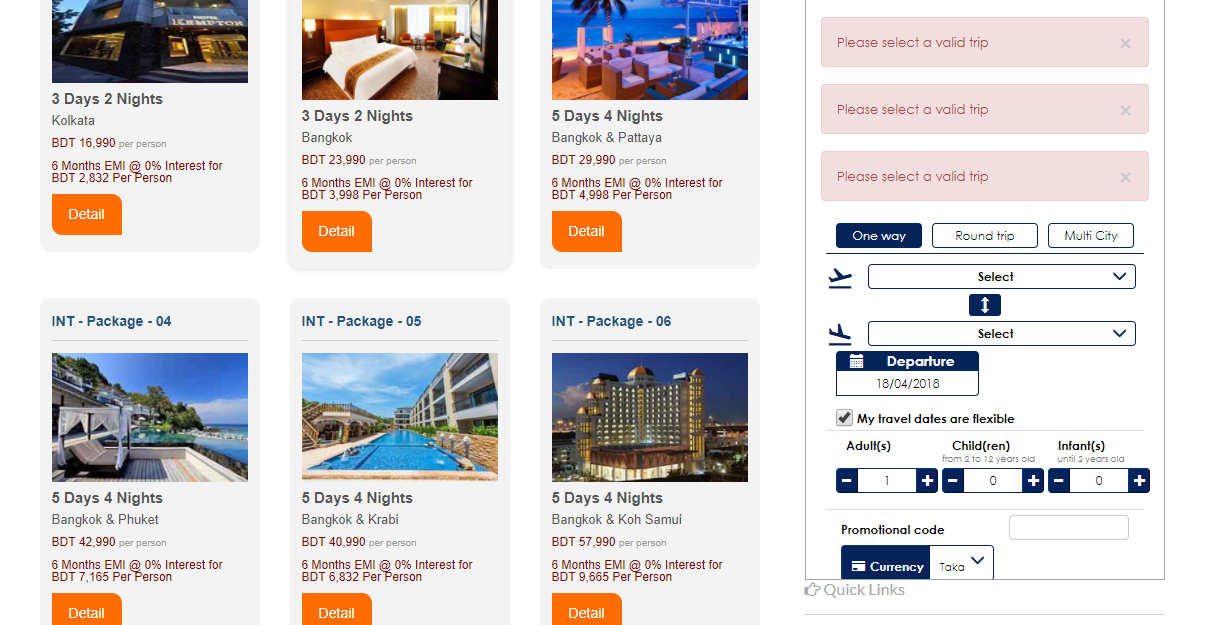 HOTEL
KEMPTON
3 Days 2 Nights
Kolkata
BDT 16,990 per person
6 Months EMI @ 0% Interest for
BDT 2,832 Per Person
Detail
3 Days 2 Nights
Bangkok
BDT 23,990 per person
6 Months EMI @ 0% Interest for
BDT 3,998 Per Person
Detail
5 Days 4 Nights
Bangkok & Pattaya
BDT 29,990 per person
6 Months EMI @ 0% Interest for
BDT 4,998 Per Person
Detail
INT - Package - 04
5 Days 4 Nights
Bangkok & Phuket
BDT 42,990 per person
6 Months EMI @ 0% Interest for
BDT 7,165 Per Person
Detail
INT - Package - 05
5 Days 4 Nights
Bangkok & Krabi
BDT 40,990 per person
6 Months EMI @ 0% Interest for
BDT 6,832 Per Person
Detail
INT - Package - 06
5 Days 4 Nights
Bangkok & Koh Samui
BDT 57,990 per person
6 Months EMI @ 0% Interest for
BDT 9,665 Per Person
Detail
Please select a valid trip ×
Please select a valid trip ×
Please select a valid trip ×
One way Round trip Multi City
Select
Select
Departure
18/04/2018
My travel dates are flexible
Adult(s) Child(ren) Infant(s)
from 2 to 12 years old until 2 years old
- 1 + - 0 + - 0 +
Promotional code
Currency Taka
Quick Links